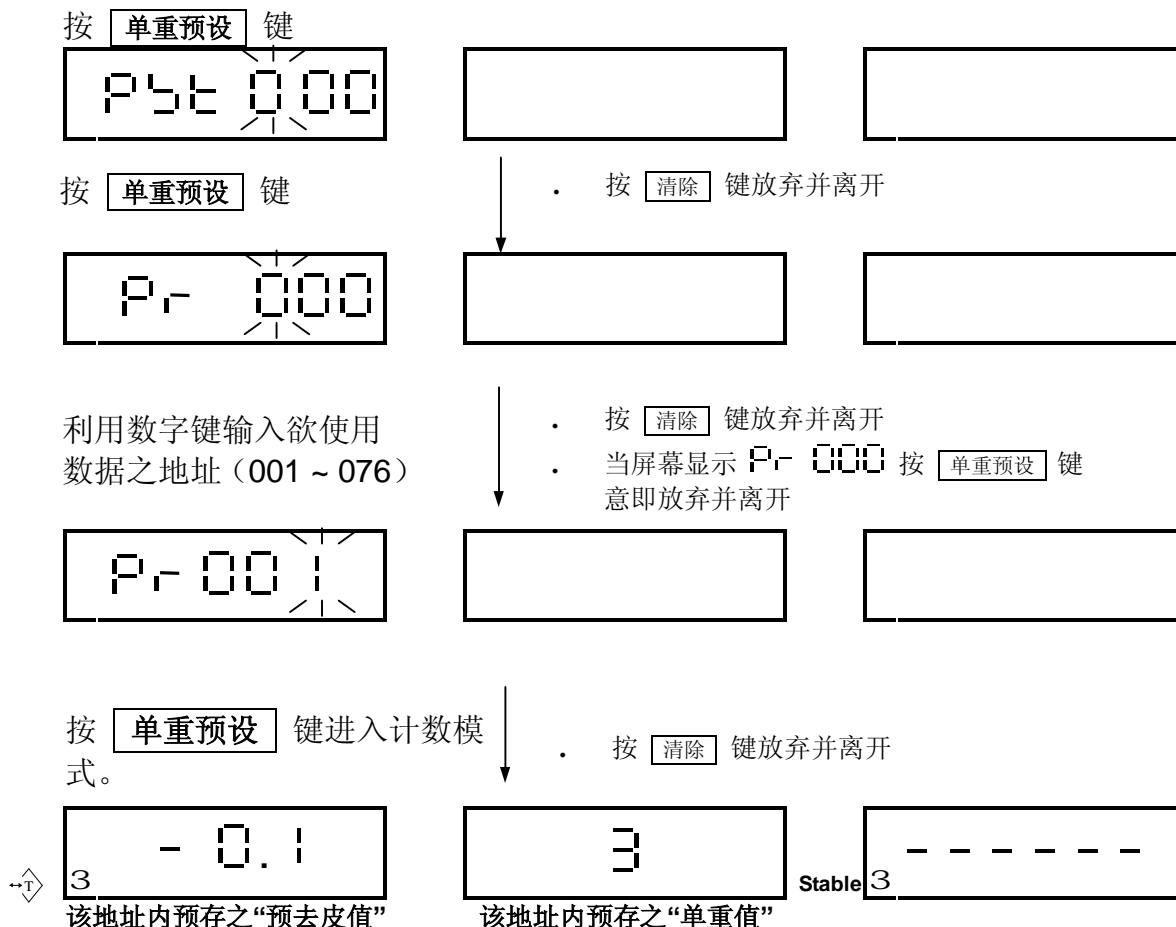 按 单重预设 键
PSt 000
按 单重预设 键
. 按 清除 键放弃并离开
Pr 000
利用数字键输入欲使用
数据之地址（001 ~ 076）
. 按 清除 键放弃并离开
. 当屏幕显示 Pr 000 按 单重预设 键
意即放弃并离开
Pr 001
按 单重预设 键进入计数模
式。
. 按 清除 键放弃并离开
- 0.1
3
------
T 3
Stable 3
该地址内预存之“预去皮值”
该地址内预存之“单重值”